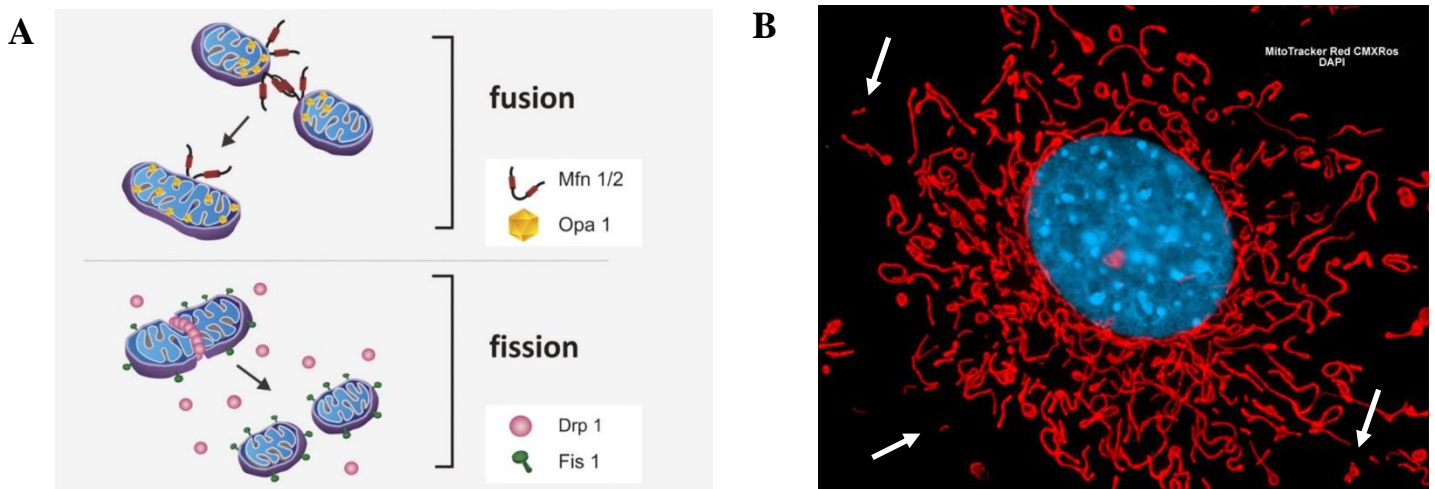 A
fusion
Mfn 1/2
Opa 1
fission
Drp 1
Fis 1
B
MitoTracker Red CMXRos
DAPI